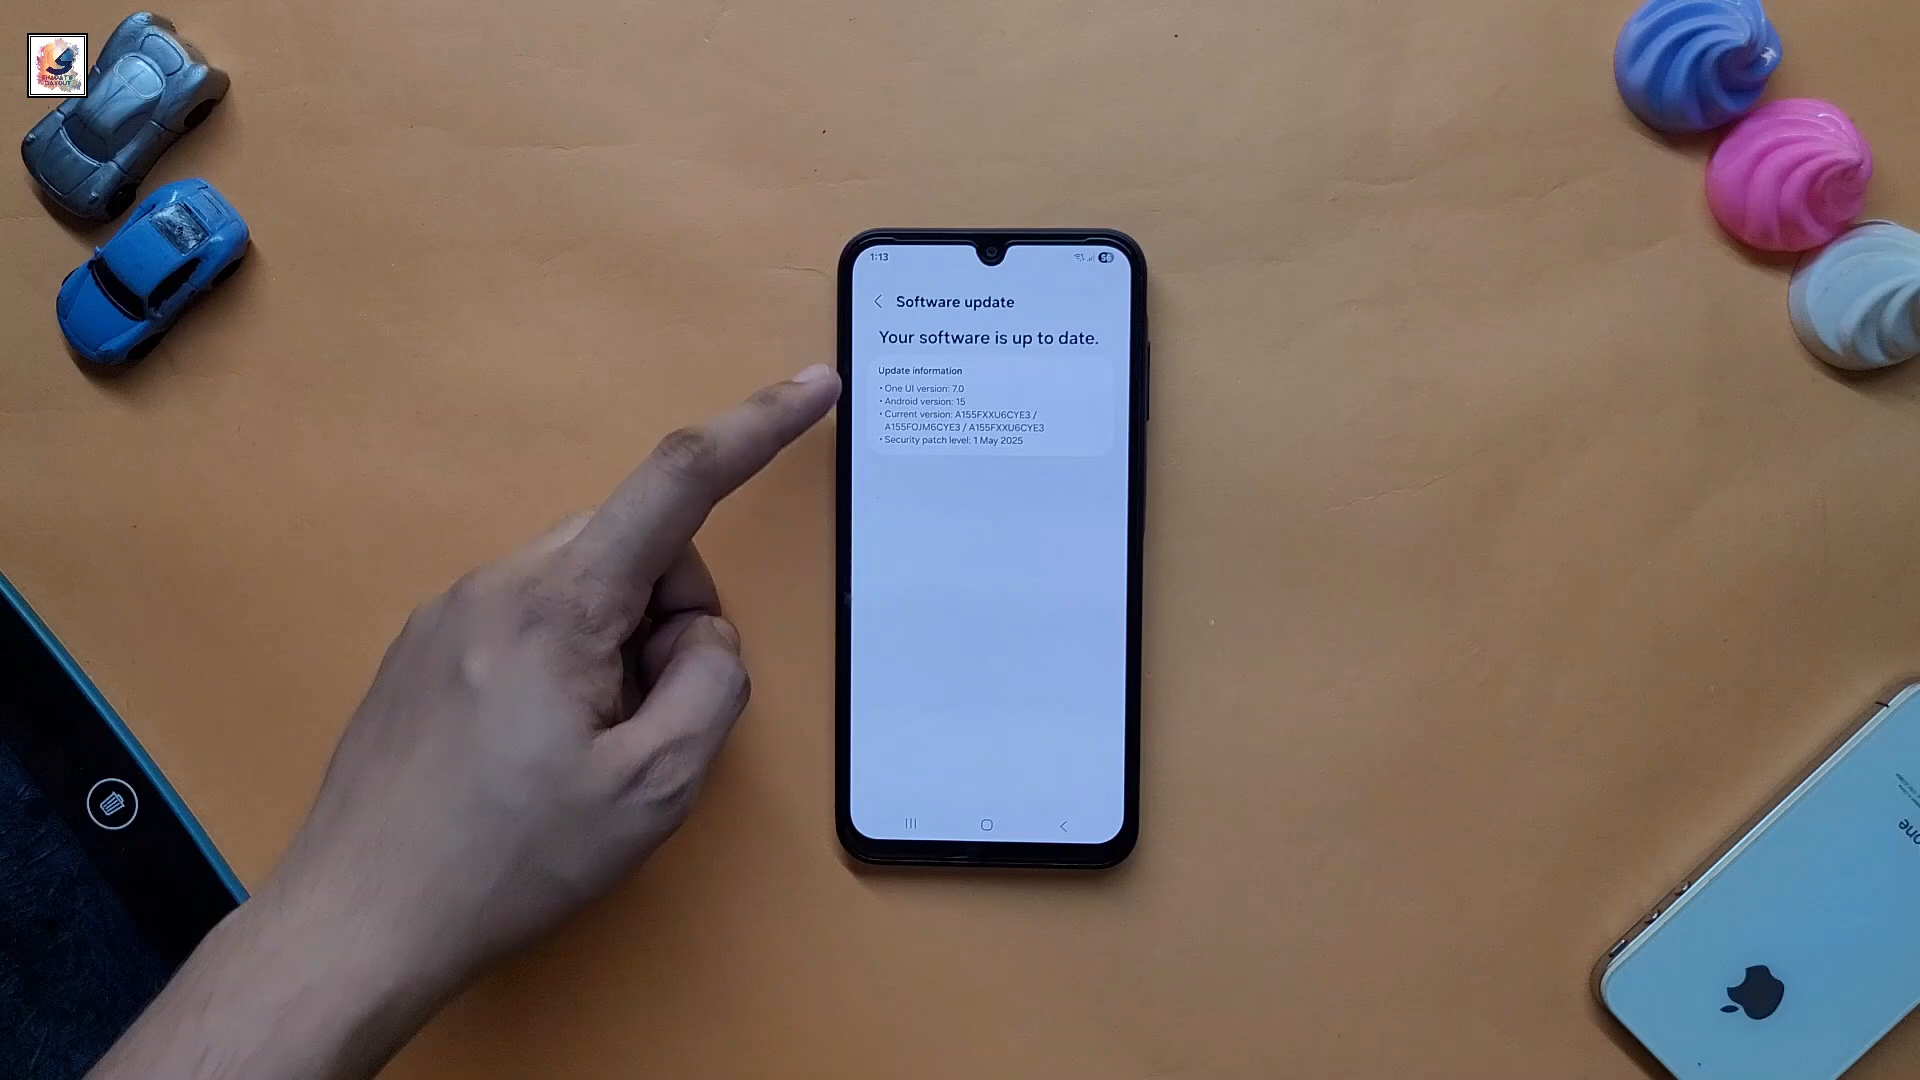 1:13
Software update
Your software is up to date.
Update information
• One UI version: 7.0
• Android version: 15
• Current version: A155FXXU6CYE3 /
A155FOJM6CYE3 / A155FXXU6CYE3
• Security patch level: 1 May 2025